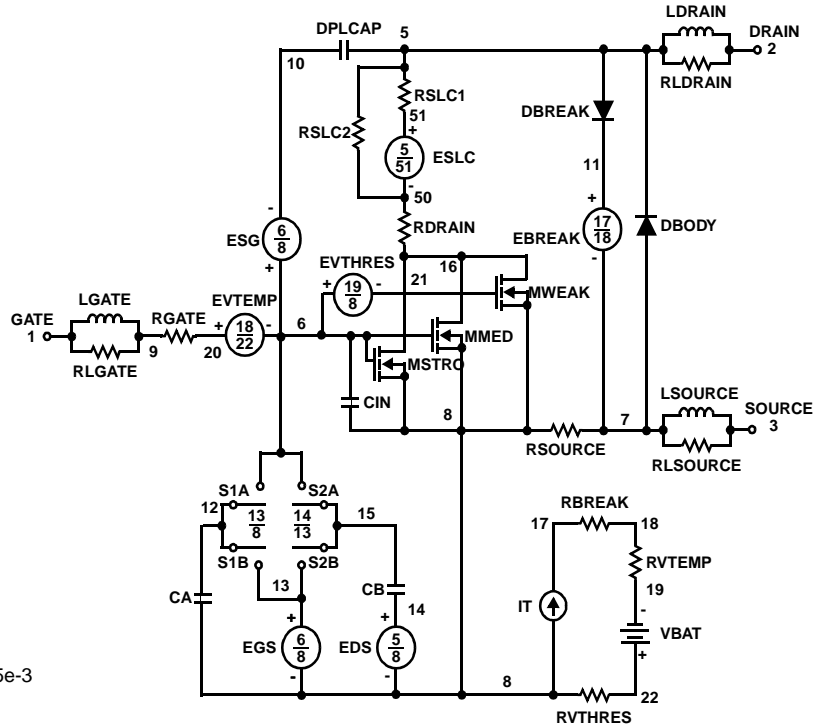 LDRAIN
DPLCAP 5 DRAIN
10 2
RSLC1 RLDRAIN
51 DBREAK
RSLC2 +
5
51 ESLC 11
-
50 +
- RDRAIN 17
18
6
8 EBREAK DBODY
ESG 16 -
+ EVTHRES 21
+ 19
8 - MWEAK
LGATE EVTEMP
GATE RGATE + 18
22 - 6 MMED
1 9 20 MSTRO
RLGATE LSOURCE
CIN 8 7 SOURCE
3
RSOURCE RLSOURCE
S1A S2A RBREAK
12 13
8 14
13 15 17 18
S1B S2B RVTEMP
13 CB 19
CA 14 IT -
+ + VBAT
EGS 6
8 EDS 5
8 +
- - 8 22
5e-3
RVTHRES